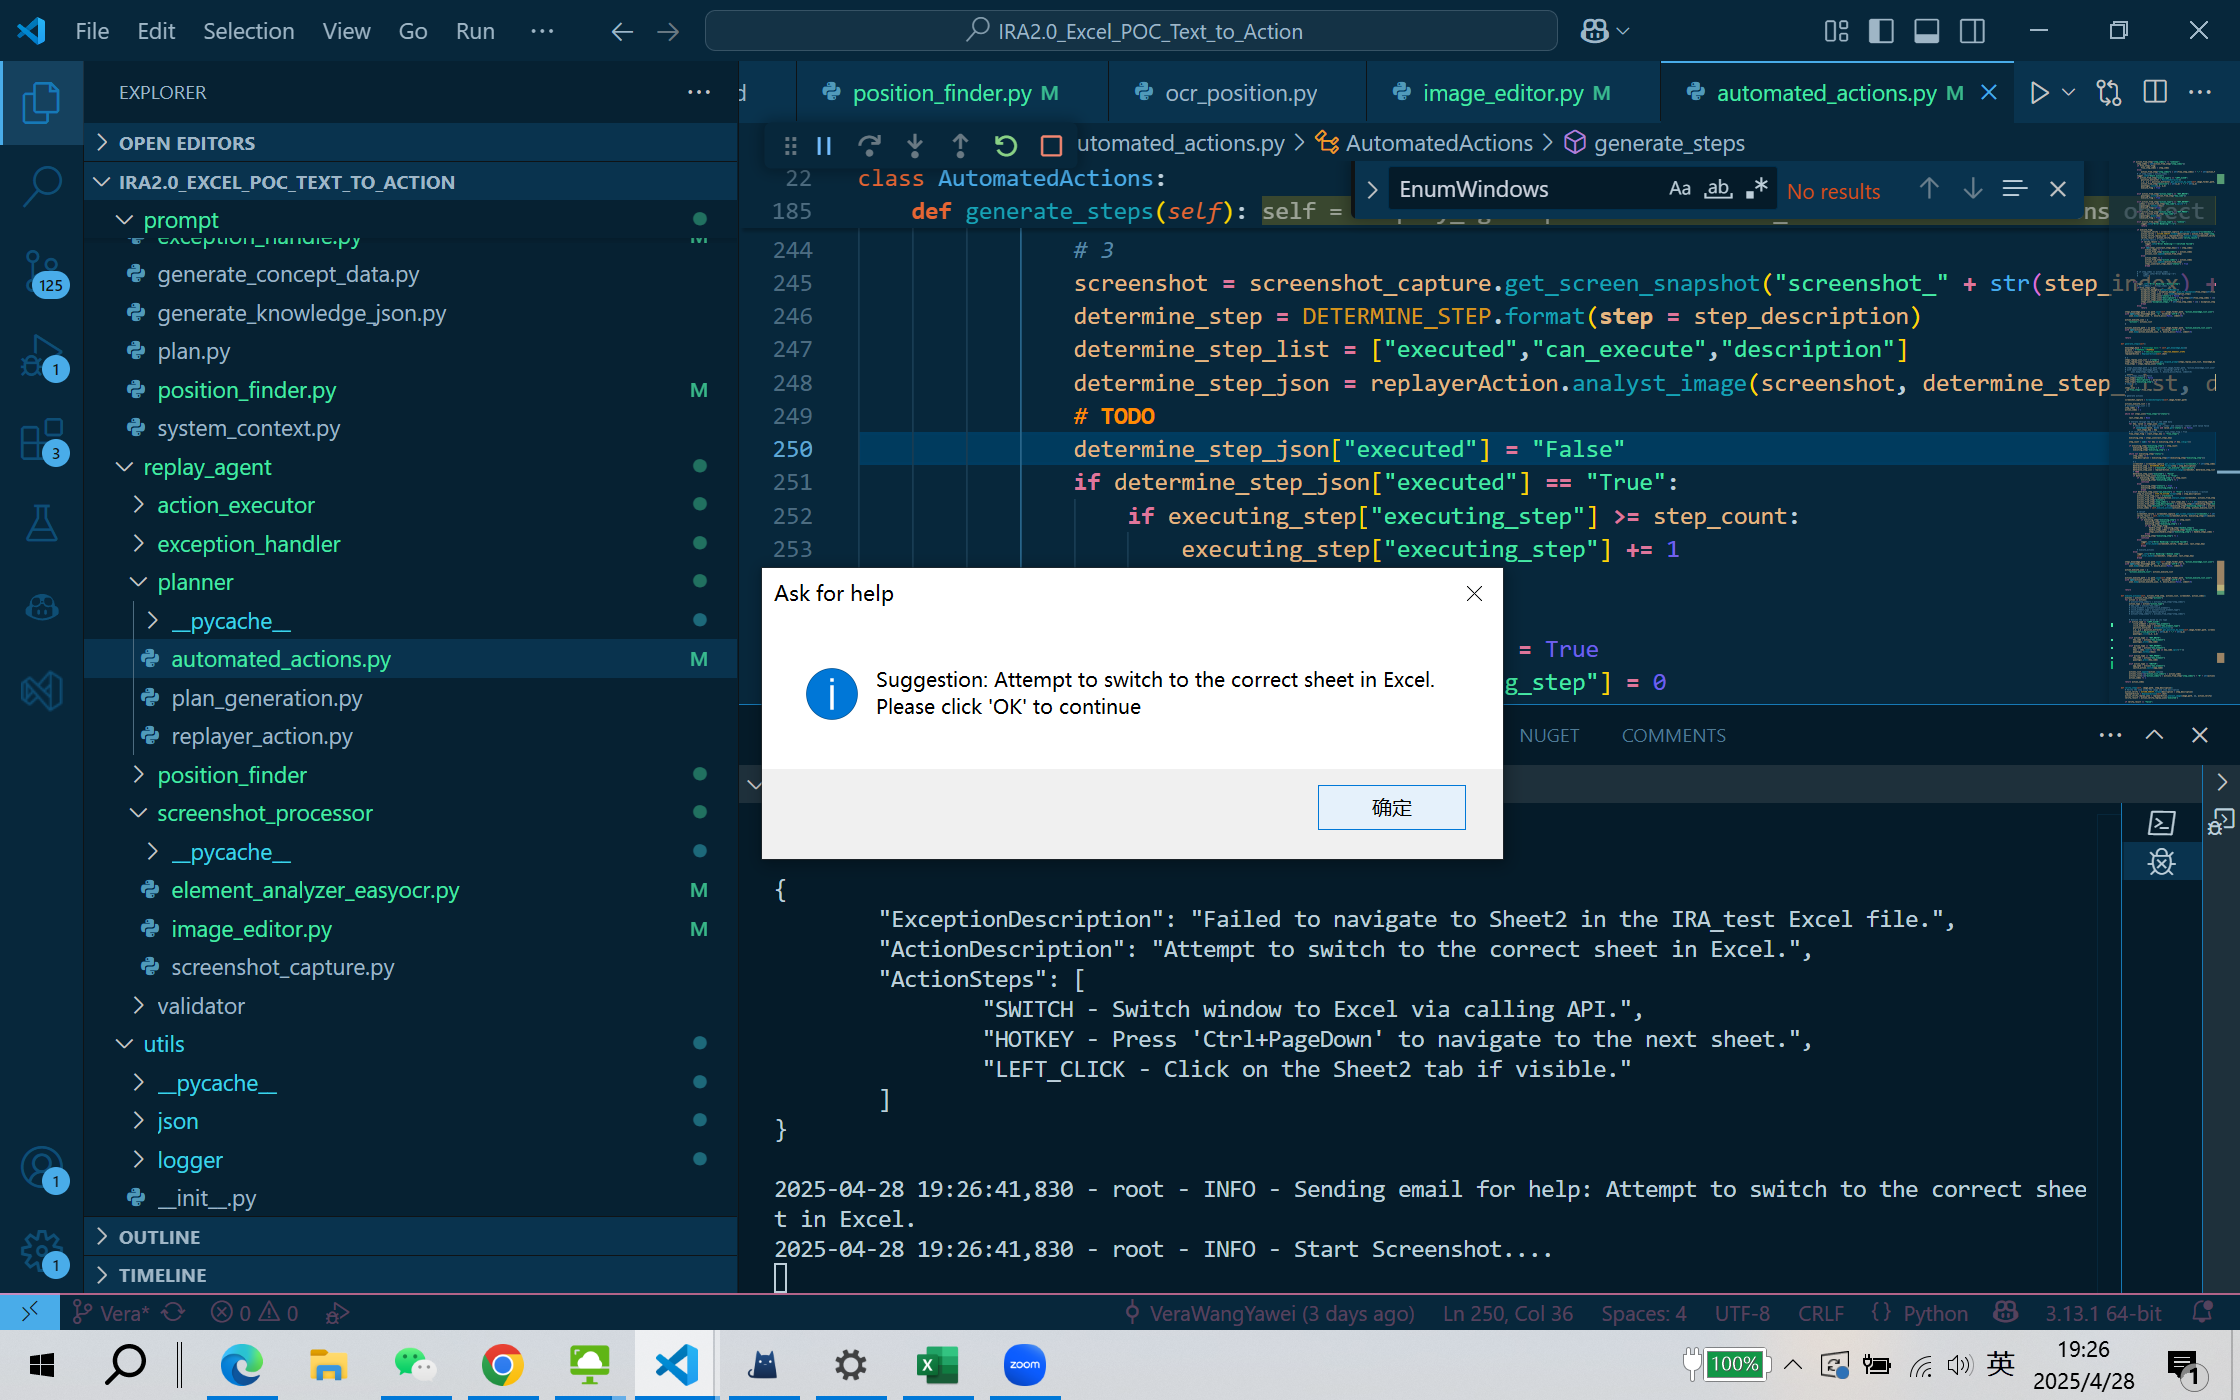 File Edit Selection View Go Run ···
IRA2.0_Excel_POC_Text_to_Action
EXPLORER
OPEN EDITORS
IRA2.0_EXCEL_POC_TEXT_TO_ACTION
prompt
exception_handle.py M
generate_concept_data.py
generate_knowledge_json.py
plan.py
position_finder.py M
system_context.py
replay_agent
action_executor
exception_handler
planner
__pycache__
automated_actions.py M
plan_generation.py
replayer_action.py
position_finder
screenshot_processor
__pycache__
element_analyzer_easyocr.py M
image_editor.py M
screenshot_capture.py
validator
utils
__pycache__
json
logger
__init__.py
OUTLINE
TIMELINE
125
1
3
1
1
d position_finder.py M ocr_position.py image_editor.py M automated_actions.py M
utomated_actions.py > AutomatedActions > generate_steps
EnumWindows Aa ab .* No results
22 class AutomatedActions:
185 def generate_steps(self): self =
ns object
244 # 3
245 screenshot = screenshot_capture.get_screen_snapshot("screenshot_" + str(step_index) +
246 determine_step = DETERMINE_STEP.format(step = step_description)
247 determine_step_list = ["executed","can_execute","description"]
248 determine_step_json = replayerAction.analyst_image(screenshot, determine_step_list, d
249 # TODO
250 determine_step_json["executed"] = "False"
251 if determine_step_json["executed"] == "True":
252 if executing_step["executing_step"] >= step_count:
253 executing_step["executing_step"] += 1
= True
g_step"] = 0
Ask for help
Suggestion: Attempt to switch to the correct sheet in Excel.
Please click 'OK' to continue
确定
NUGET COMMENTS
{
"ExceptionDescription": "Failed to navigate to Sheet2 in the IRA_test Excel file.",
"ActionDescription": "Attempt to switch to the correct sheet in Excel.",
"ActionSteps": [
"SWITCH - Switch window to Excel via calling API.",
"HOTKEY - Press 'Ctrl+PageDown' to navigate to the next sheet.",
"LEFT_CLICK - Click on the Sheet2 tab if visible."
]
}
2025-04-28 19:26:41,830 - root - INFO - Sending email for help: Attempt to switch to the correct shee
t in Excel.
2025-04-28 19:26:41,830 - root - INFO - Start Screenshot....
Vera* 0 0 VeraWangYawei (3 days ago) Ln 250, Col 36 Spaces: 4 UTF-8 CRLF {} Python 3.13.1 64-bit
zoom
100%
英
19:26
2025/4/28
1